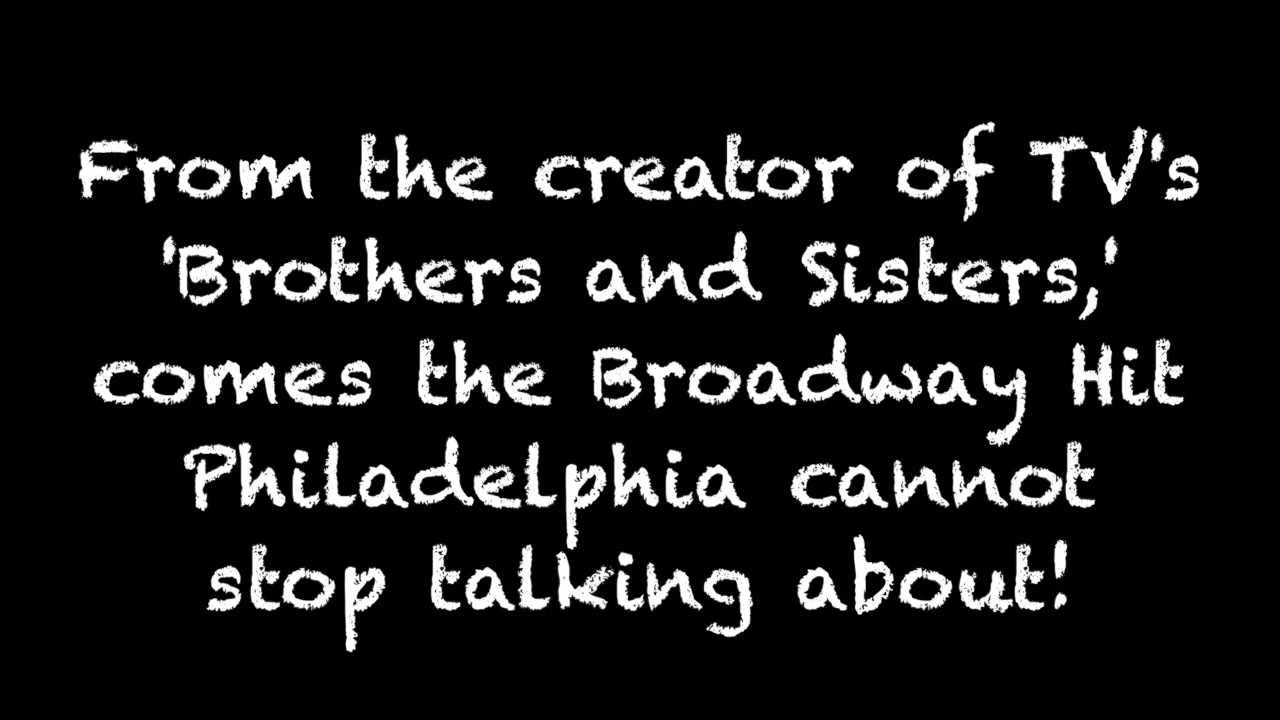 From the creator of TV's
'Brothers and Sisters,'
comes the Broadway Hit
Philadelphia cannot
stop talking about!